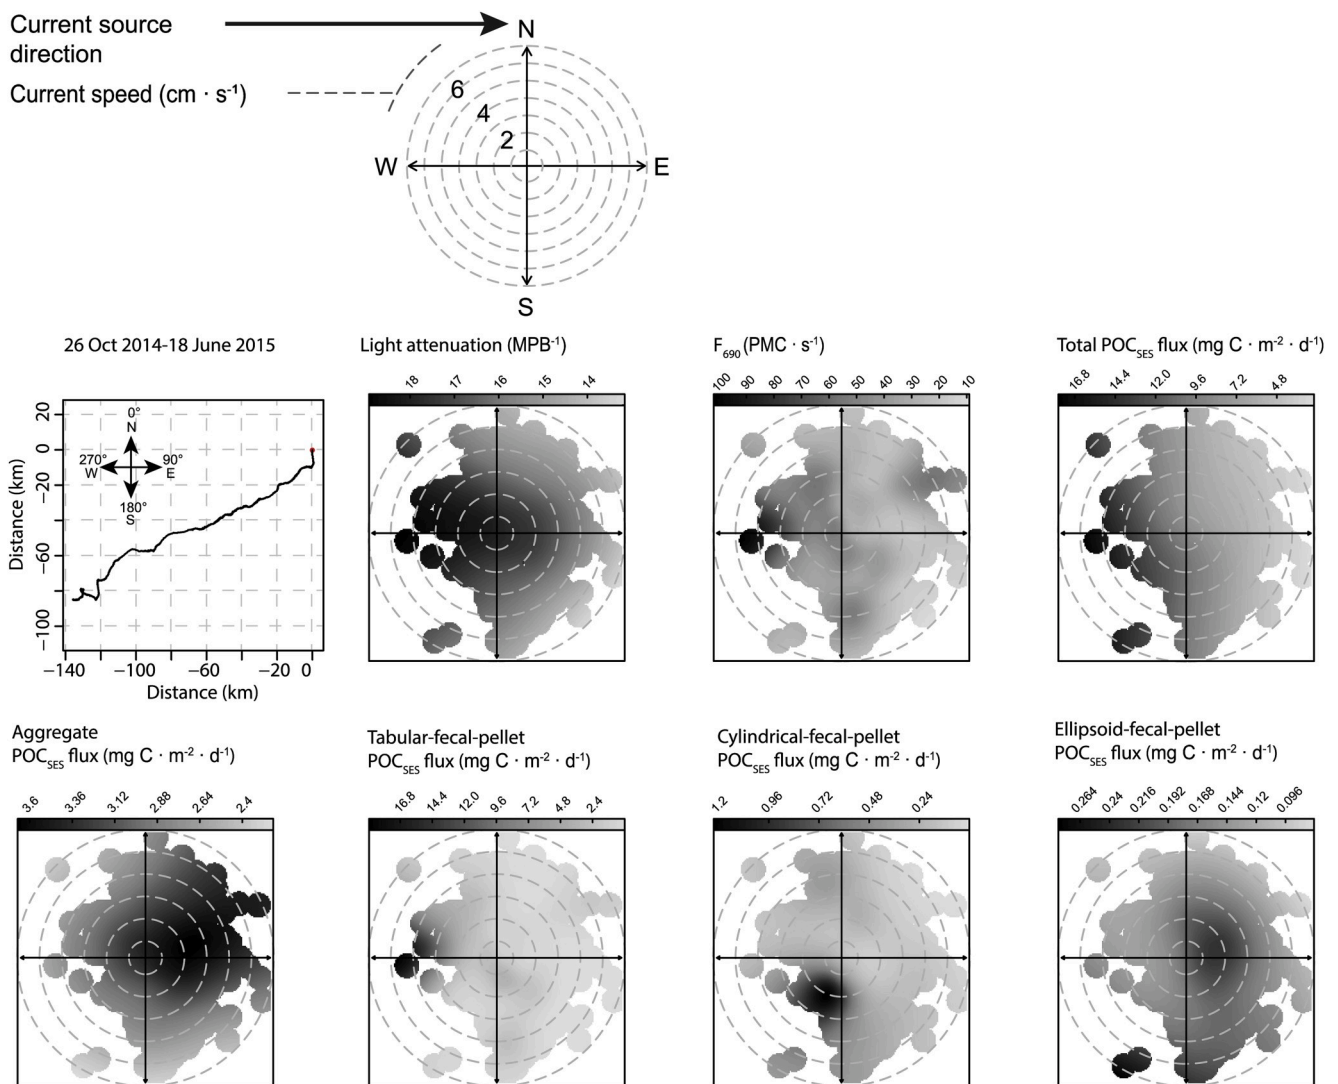 Current source
direction
Current speed (cm · s⁻¹)
N
6
4
2
W
E
S
26 Oct 2014-18 June 2015
Light attenuation (MPB⁻¹)
F₆₉₀ (PMC · s⁻¹)
Total POC_SES flux (mg C · m⁻² · d⁻¹)
18 17 16 15 14
100 90 80 70 60 50 40 30 20 10
16.8 14.4 12.0 9.6 7.2 4.8
Distance (km)
20
0
−20
60
−100
0°
N
270°
W
90°
E
180°
S
−140 −100 −60 −20 0
Distance (km)
Aggregate
POC_SES flux (mg C · m⁻² · d⁻¹)
Tabular-fecal-pellet
POC_SES flux (mg C · m⁻² · d⁻¹)
Cylindrical-fecal-pellet
POC_SES flux (mg C · m⁻² · d⁻¹)
Ellipsoid-fecal-pellet
POC_SES flux (mg C · m⁻² · d⁻¹)
3.6 3.36 3.12 2.88 2.64 2.4
16.8 14.4 12.0 9.6 7.2 4.8 2.4
1.2 0.96 0.72 0.48 0.24
0.264 0.24 0.216 0.192 0.168 0.144 0.12 0.096